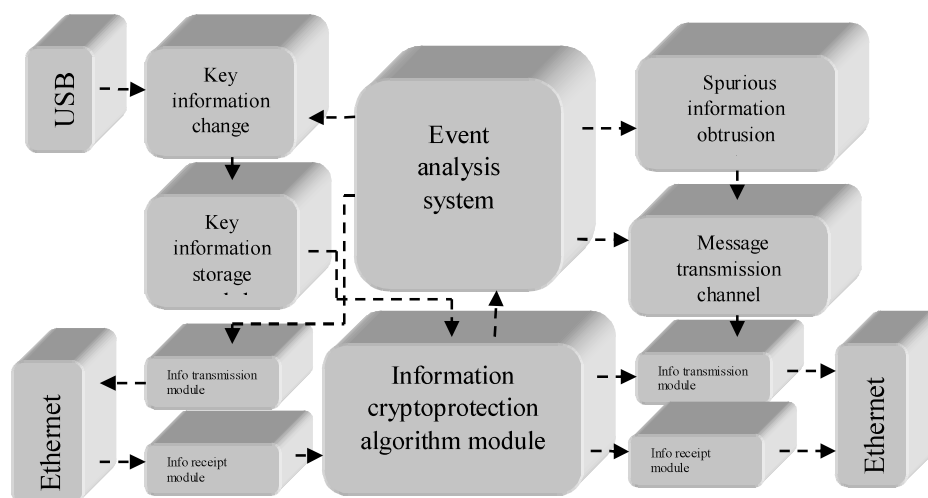 USB
Key
information
change
Event
analysis
system
Spurious
information
obtrusion
Key
information
storage
Message
transmission
channel
Ethernet
Info transmission
module
Info receipt
module
Information
cryptoprotection
algorithm module
Info transmission
module
Info receipt
module
Ethernet